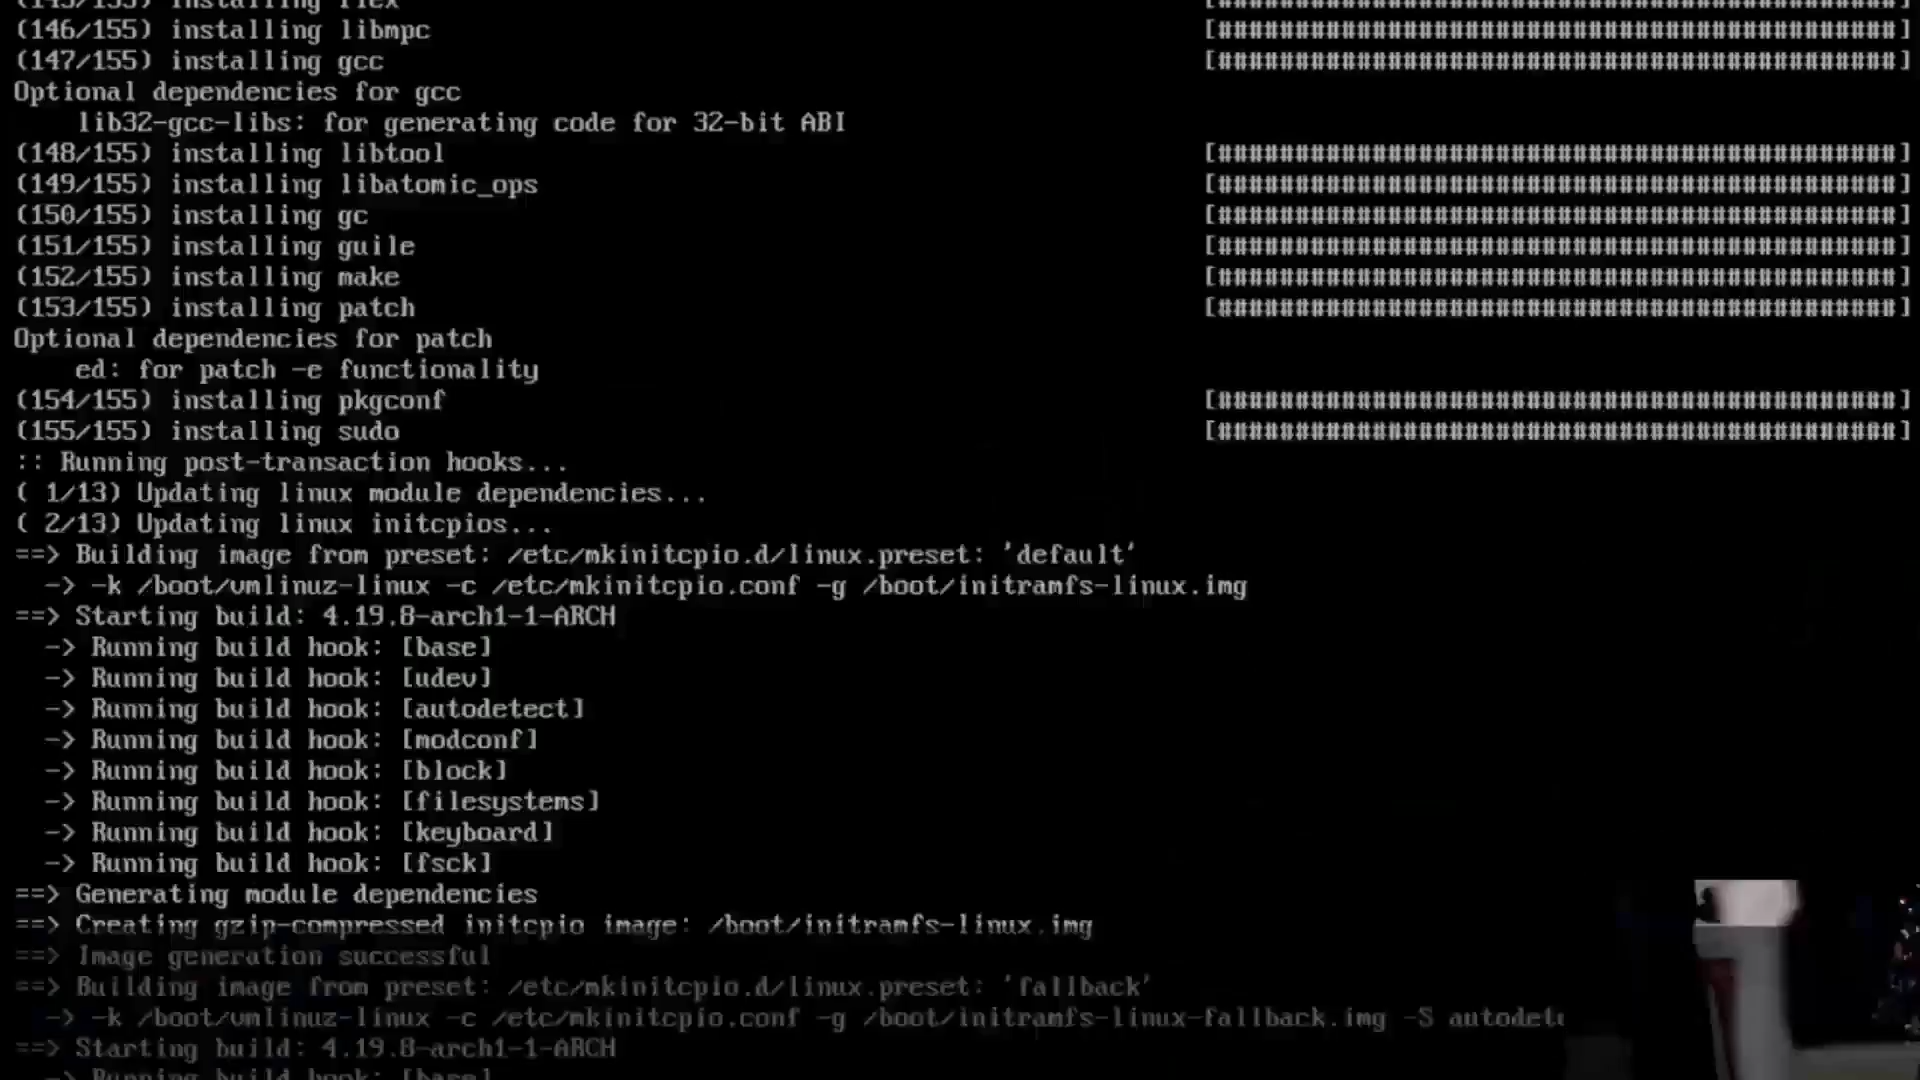 (145/155) installing flex [############################################]
(146/155) installing libmpc [############################################]
(147/155) installing gcc [############################################]
Optional dependencies for gcc
lib32-gcc-libs: for generating code for 32-bit ABI
(148/155) installing libtool [############################################]
(149/155) installing libatomic_ops [############################################]
(150/155) installing gc [############################################]
(151/155) installing guile [############################################]
(152/155) installing make [############################################]
(153/155) installing patch [############################################]
Optional dependencies for patch
ed: for patch -e functionality
(154/155) installing pkgconf [############################################]
(155/155) installing sudo [############################################]
:: Running post-transaction hooks...
( 1/13) Updating linux module dependencies...
( 2/13) Updating linux initcpios...
==> Building image from preset: /etc/mkinitcpio.d/linux.preset: 'default'
-> -k /boot/vmlinuz-linux -c /etc/mkinitcpio.conf -g /boot/initramfs-linux.img
==> Starting build: 4.19.8-arch1-1-ARCH
-> Running build hook: [base]
-> Running build hook: [udev]
-> Running build hook: [autodetect]
-> Running build hook: [modconf]
-> Running build hook: [block]
-> Running build hook: [filesystems]
-> Running build hook: [keyboard]
-> Running build hook: [fsck]
==> Generating module dependencies
==> Creating gzip-compressed initcpio image: /boot/initramfs-linux.img
==> Image generation successful
==> Building image from preset: /etc/mkinitcpio.d/linux.preset: 'fallback'
-> -k /boot/vmlinuz-linux -c /etc/mkinitcpio.conf -g /boot/initramfs-linux-fallback.img -S
==> Starting build: 4.19.8-arch1-1-ARCH
-> Running build hook: [base]